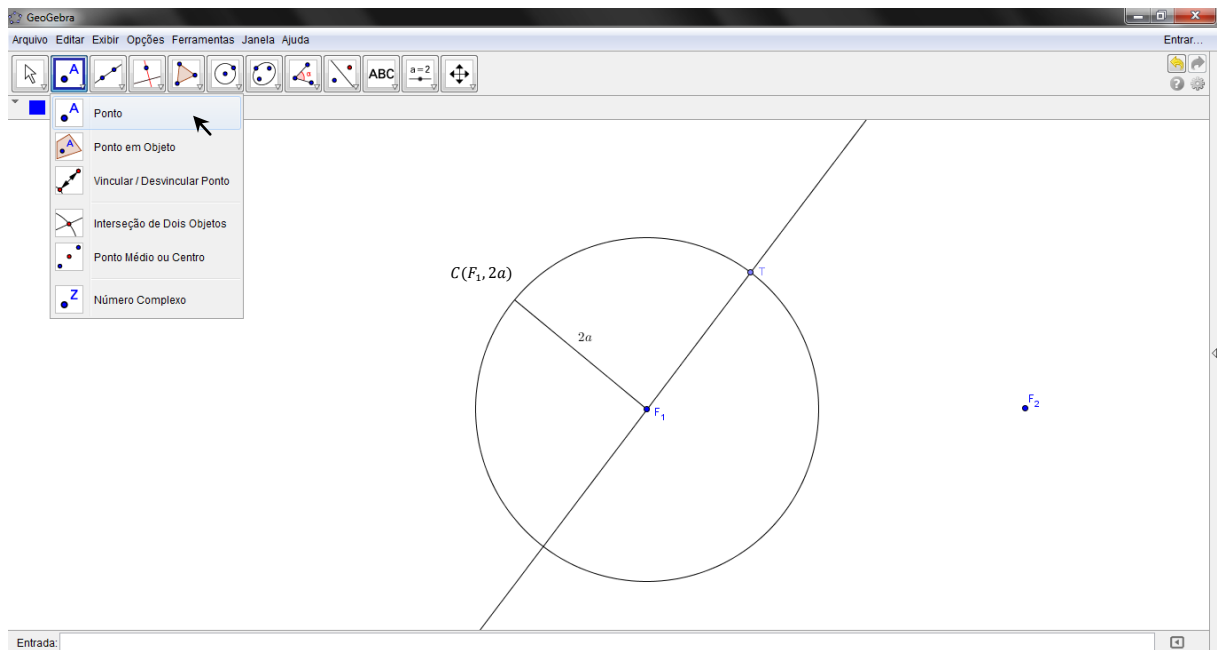 GeoGebra
Arquivo Editar Exibir Opções Ferramentas Janela Ajuda
Entrar...
A
α
ABC
a=2
A Ponto
A Ponto em Objeto
Vincular / Desvincular Ponto
Interseção de Dois Objetos
Ponto Médio ou Centro
Z Número Complexo
C(F₁, 2a)
T
2a
F₁
F₂
Entrada: